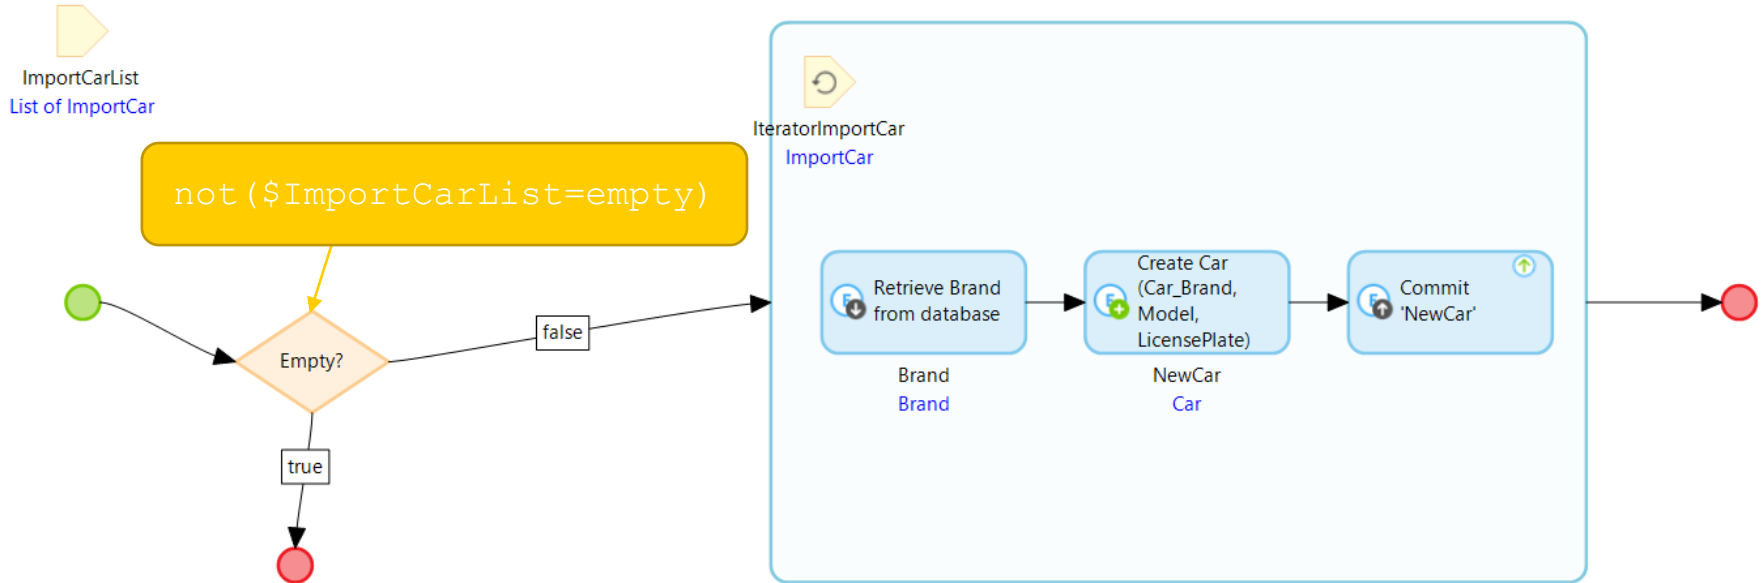 ImportCarList
List of ImportCar
not($ImportCarList=empty)
Empty?
false
true
IteratorImportCar
ImportCar
Retrieve Brand
from database
Brand
Brand
Create Car
(Car_Brand,
Model,
LicensePlate)
NewCar
Car
Commit
'NewCar'